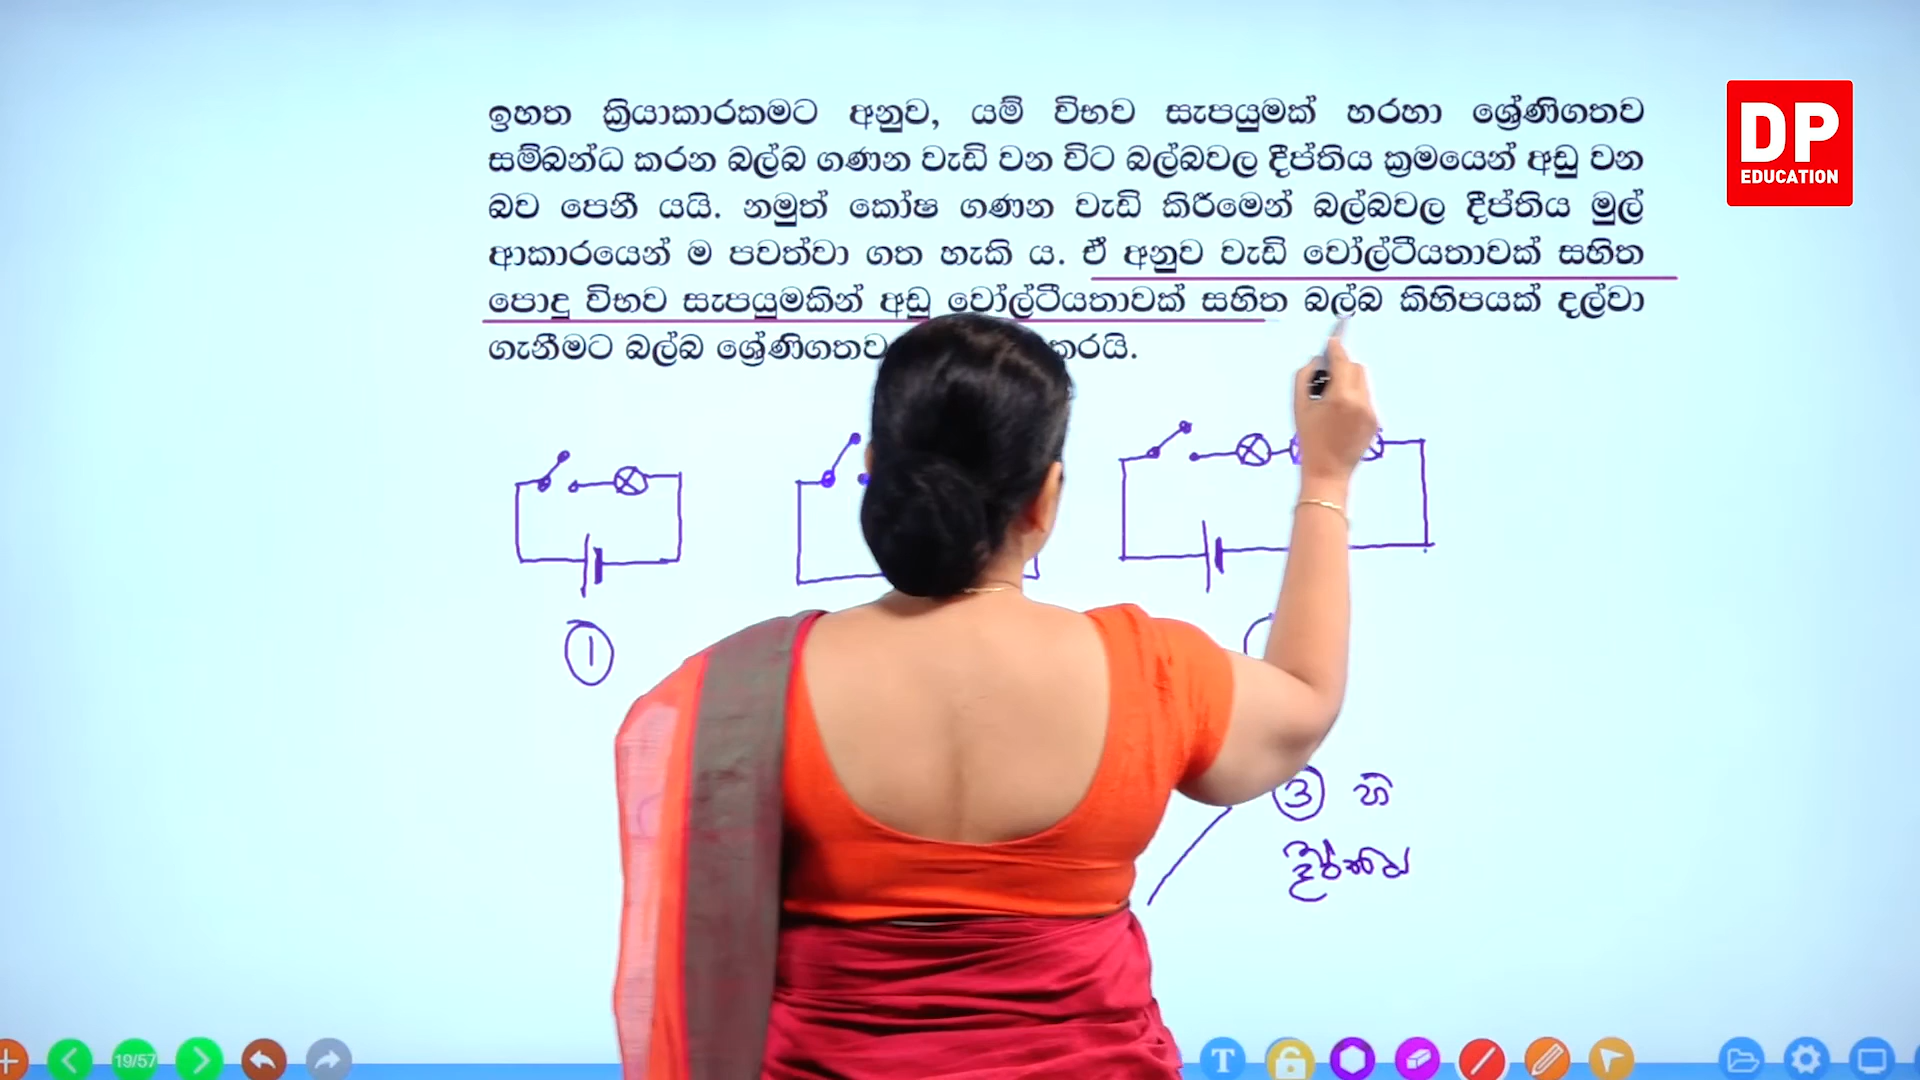 ඉහත ක්‍රියාකාරකමට අනුව, යම් විභව සැපයුමක් හරහා ශ්‍රේණිගතව
සම්බන්ධ කරන බල්බ ගණන වැඩි වන විට බල්බවල දීප්තිය ක්‍රමයෙන් අඩු වන
බව පෙනී යයි. නමුත් කෝෂ ගණන වැඩි කිරීමෙන් බල්බවල දීප්තිය මුල්
ආකාරයෙන් ම පවත්වා ගත හැකි ය. ඒ අනුව වැඩි වෝල්ටීයතාවක් සහිත
පොදු විභව සැපයුමකින් අඩු වෝල්ටීයතාවක් සහිත බල්බ කිහිපයක් දල්වා
ගැනීමට බල්බ ශ්‍රේණිගතව කරයි.
DP
EDUCATION
1
3 හි
19/57
T